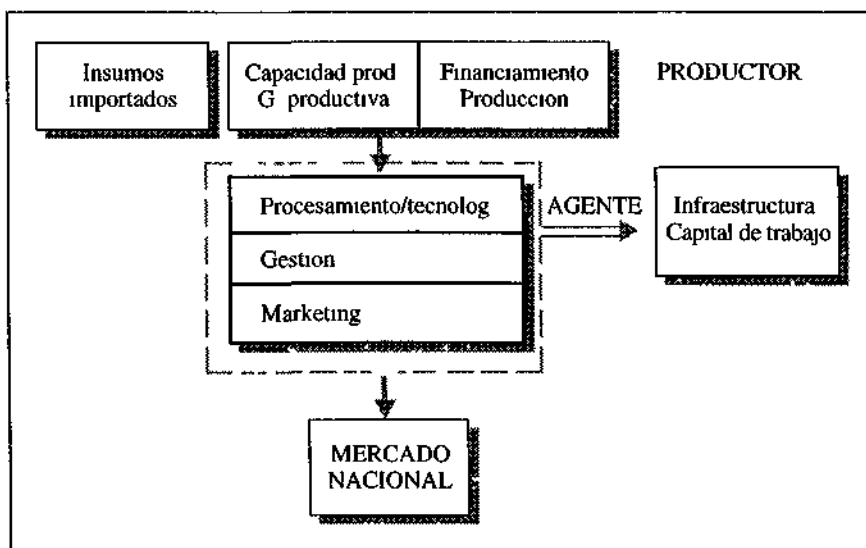 Insumos
importados
Capacidad prod
G productiva
Financiamiento
Produccion
PRODUCTOR
Procesamiento/tecnolog
Gestion
Marketing
AGENTE
Infraestructura
Capital de trabajo
MERCADO
NACIONAL